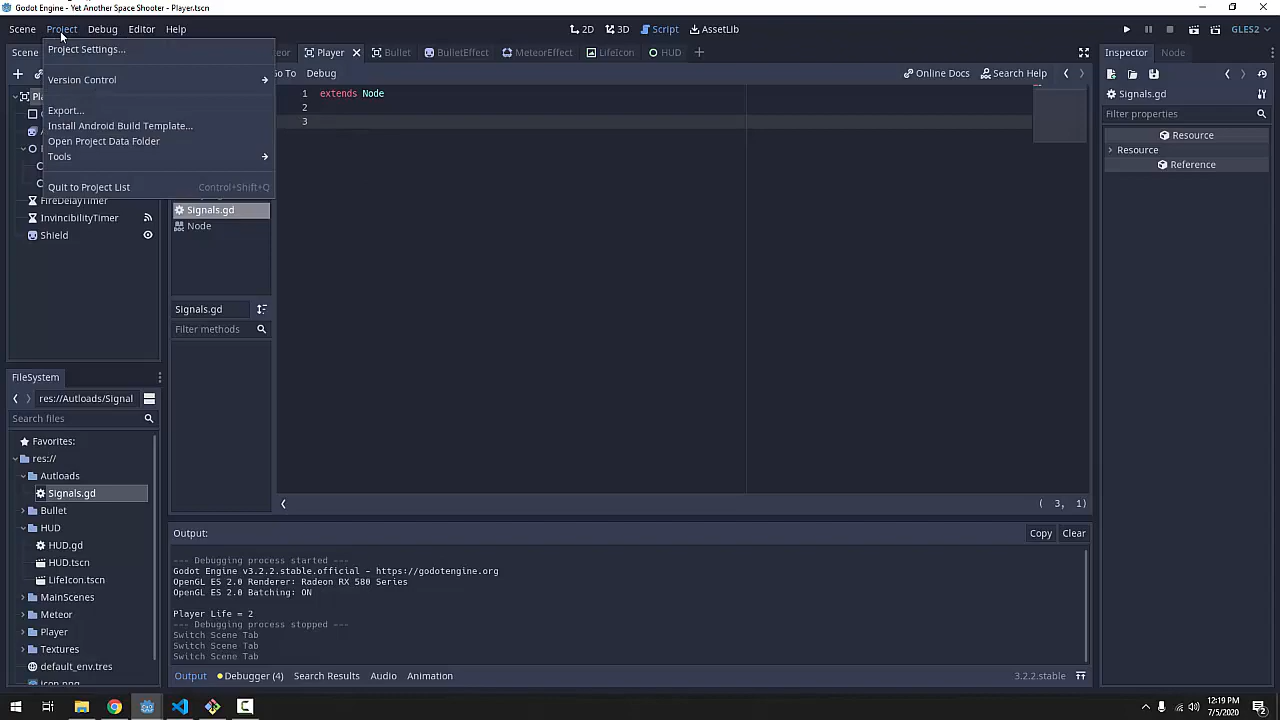 Godot Engine - Yet Another Space Shooter - Player.tscn
Scene Project Debug Editor Help
2D 3D Script AssetLib
GLES2
Project Settings...
Version Control
Export...
Install Android Build Template...
Open Project Data Folder
Tools
Quit to Project List Control+Shift+Q
Scene
Player Bullet BulletEffect MeteorEffect LifeIcon HUD
Go To Debug
Online Docs Search Help
1 extends Node
2
3
FireDelayTimer
InvincibilityTimer
Shield
Signals.gd
Node
Signals.gd
Filter methods
( 3, 1)
Inspector Node
Signals.gd
Filter properties
Resource
Resource
Reference
FileSystem
res://Autloads/Signal
Search files
Favorites:
res://
Autloads
Signals.gd
Bullet
HUD
HUD.gd
HUD.tscn
LifeIcon.tscn
MainScenes
Meteor
Player
Textures
default_env.tres
icon.png
Output:
Copy Clear
--- Debugging process started ---
Godot Engine v3.2.2.stable.official - https://godotengine.org
OpenGL ES 2.0 Renderer: Radeon RX 580 Series
OpenGL ES 2.0 Batching: ON
Player Life = 2
--- Debugging process stopped ---
Switch Scene Tab
Switch Scene Tab
Switch Scene Tab
Output Debugger (4) Search Results Audio Animation
3.2.2.stable
12:19 PM
7/5/2020